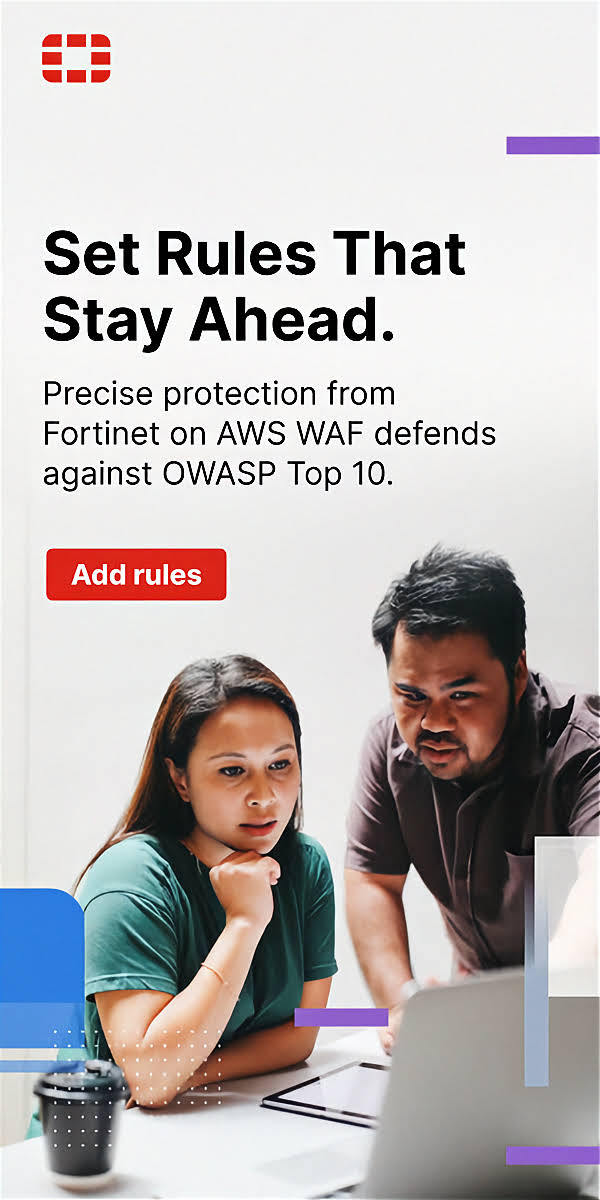 Set Rules That
Stay Ahead.
Precise protection from
Fortinet on AWS WAF defends
against OWASP Top 10.
Add rules